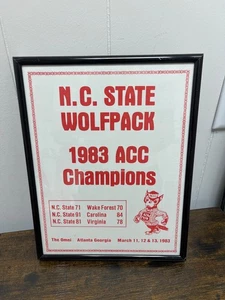 N.C. STATE
WOLFPACK
1983 ACC
Champions
N.C. State 71 Wake Forest 70
N.C. State 91 Carolina 84
N.C. State 81 Virginia 78
The Omni Atlanta Georgia March 11, 12 & 13, 1983